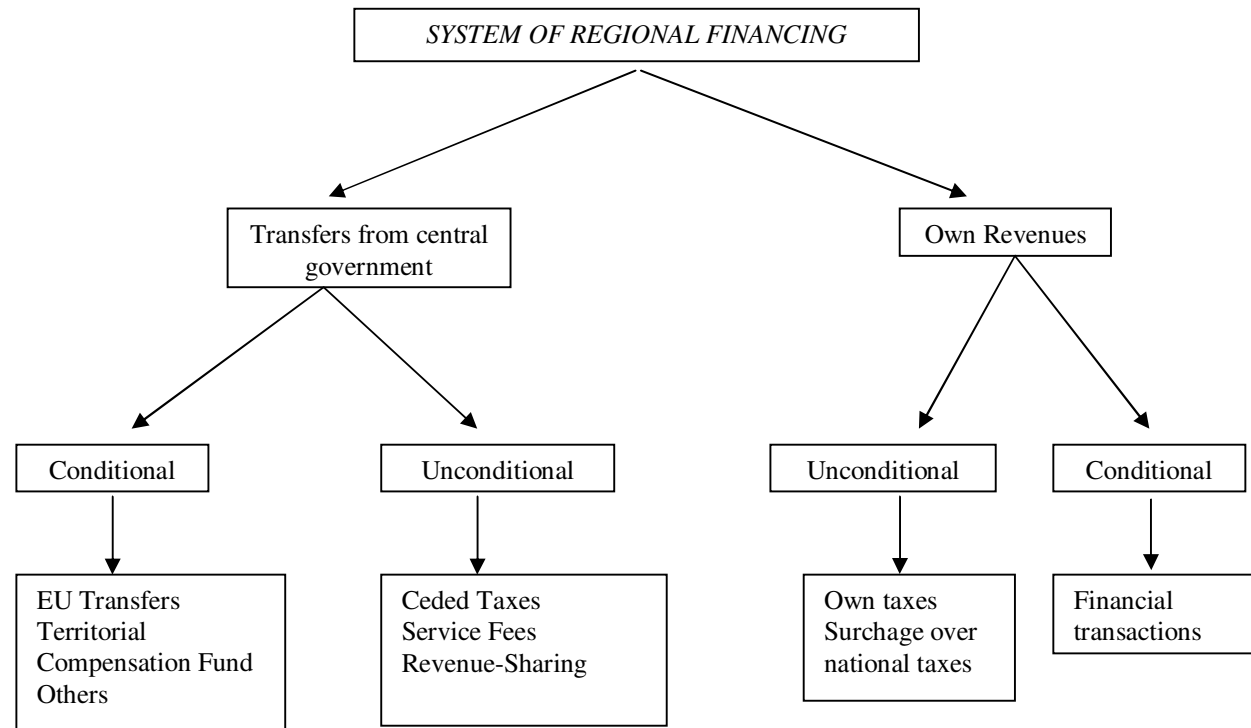 SYSTEM OF REGIONAL FINANCING
Transfers from central
government
Own Revenues
Conditional
Unconditional
Unconditional
Conditional
EU Transfers
Territorial
Compensation Fund
Others
Ceded Taxes
Service Fees
Revenue-Sharing
Own taxes
Surchage over
national taxes
Financial
transactions